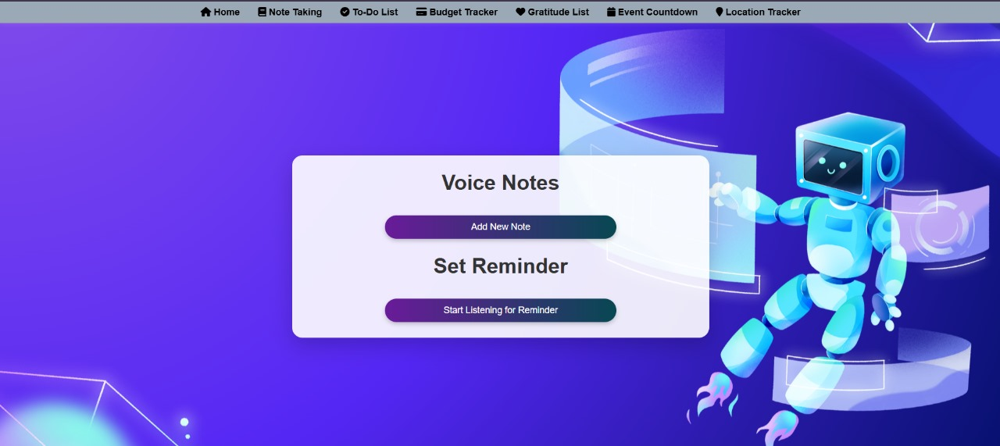 Home Note Taking To-Do List Budget Tracker Gratitude List Event Countdown Location Tracker
Voice Notes
Add New Note
Set Reminder
Start Listening for Reminder